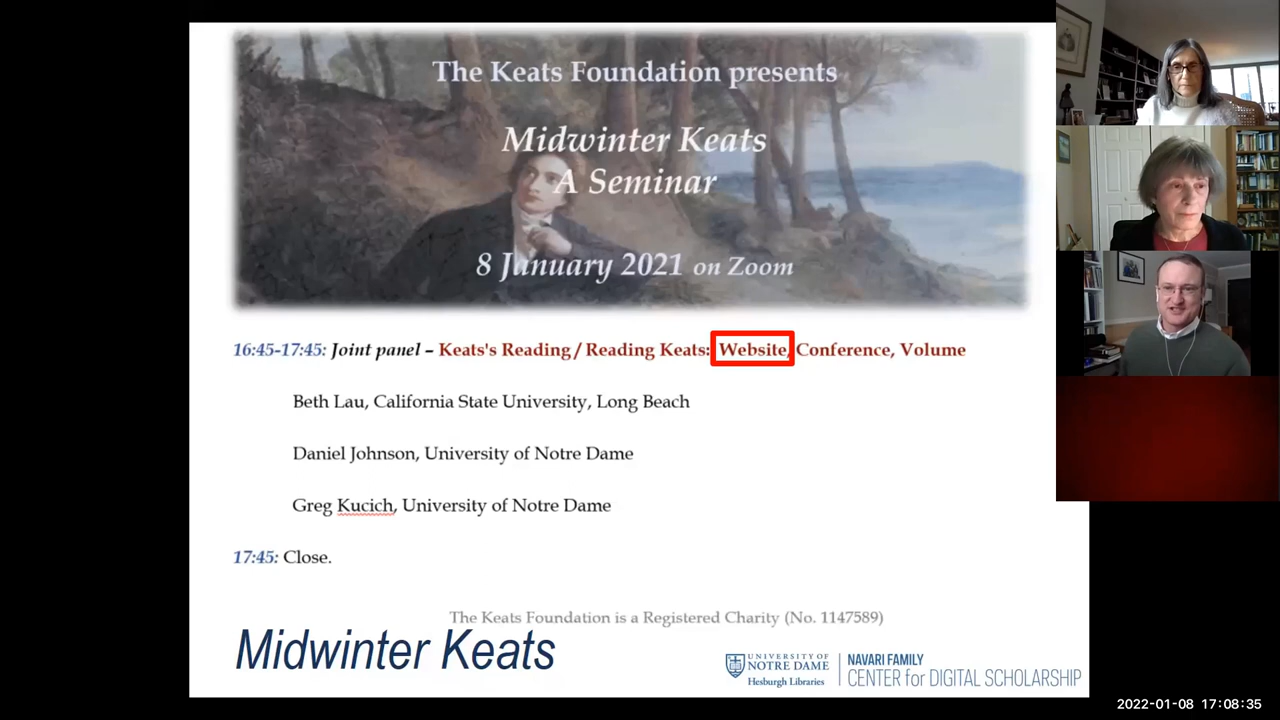 The Keats Foundation presents
Midwinter Keats
A Seminar
8 January 2021 on Zoom
16:45-17:45: Joint panel – Keats's Reading / Reading Keats: Website, Conference, Volume
Beth Lau, California State University, Long Beach
Daniel Johnson, University of Notre Dame
Greg Kucich, University of Notre Dame
17:45: Close.
The Keats Foundation is a Registered Charity (No. 1147589)
Midwinter Keats
UNIVERSITY OF
NOTRE DAME
Hesburgh Libraries
NAVARI FAMILY
CENTER for DIGITAL SCHOLARSHIP
2022-01-08 17:08:35